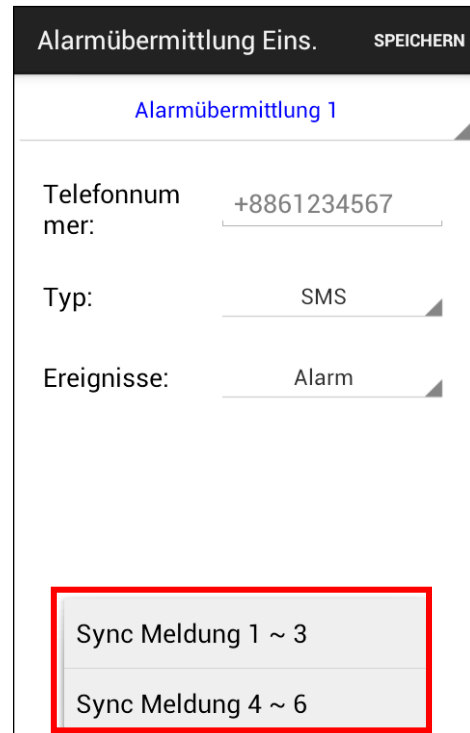 Alarmübermittlung Eins. SPEICHERN
Alarmübermittlung 1
Telefonnum
mer: +8861234567
Typ: SMS
Ereignisse: Alarm
Sync Meldung 1 ~ 3
Sync Meldung 4 ~ 6